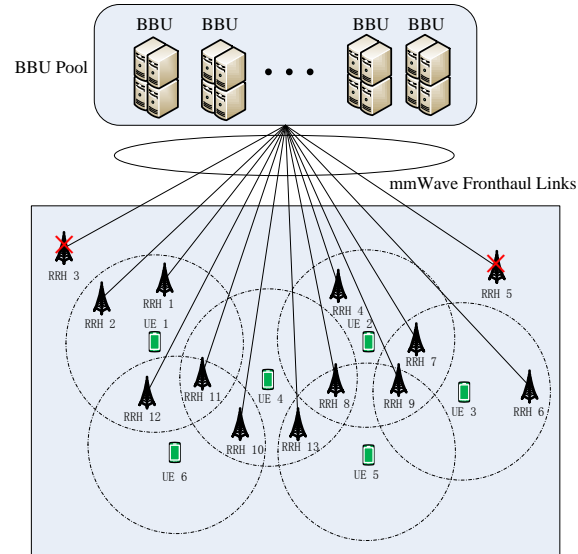 BBU BBU BBU BBU
BBU Pool
mmWave Fronthaul Links
RRH 3
RRH 1
RRH 5
RRH 4
RRH 2
UE 1
UE 2
RRH 7
UE 4
RRH 11
RRH 8
RRH 9
UE 3
RRH 6
RRH 12
RRH 10
RRH 13
UE 6
UE 5